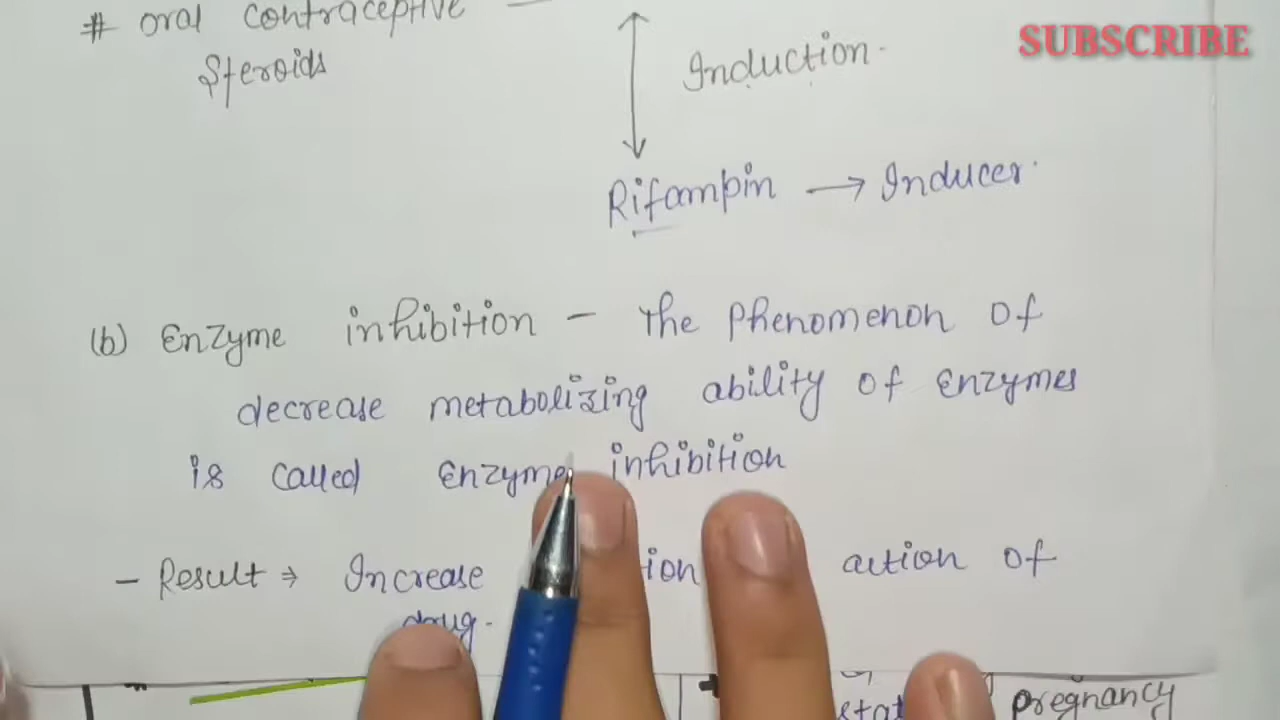 # oral contraceptive —
Steroids
Induction.
SUBSCRIBE
Rifampin → Inducer.
(b) Enzyme inhibition – The Phenomenon of
decrease metabolizing ability of enzymes
is called Enzyme inhibition
– Result ⇒ Increase action of
drug.
pregnancy